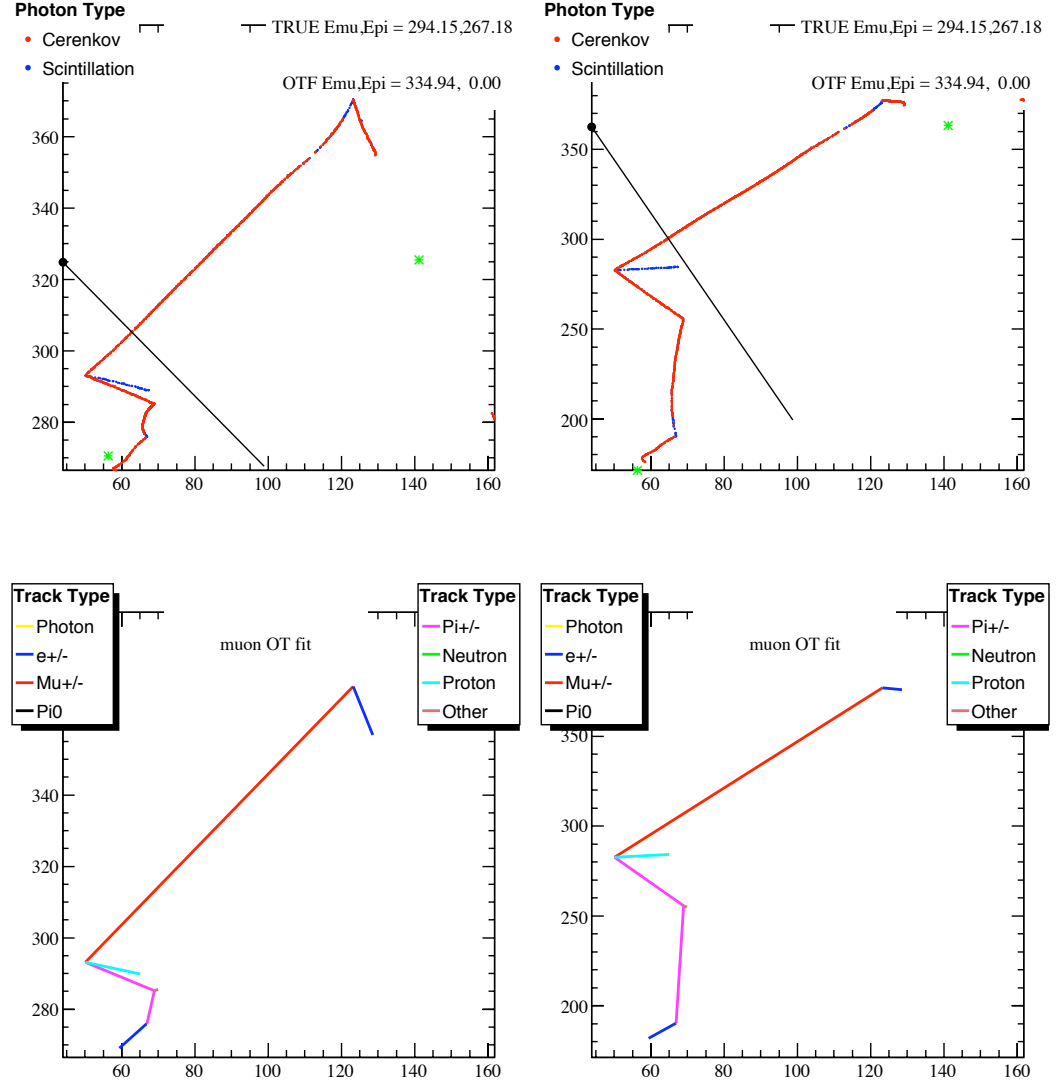 Photon Type
Cerenkov
Scintillation
TRUE Emu,Epi = 294.15,267.18
OTF Emu,Epi = 334.94, 0.00
360
340
320
300
280
60 80 100 120 140 160
Photon Type
Cerenkov
Scintillation
TRUE Emu,Epi = 294.15,267.18
OTF Emu,Epi = 334.94, 0.00
350
300
250
200
60 80 100 120 140 160
Track Type
Photon
e+/-
Mu+/-
Pi0
muon OT fit
Track Type
Pi+/-
Neutron
Proton
Other
340
320
300
280
60 80 100 120 140 160
Track Type
Photon
e+/-
Mu+/-
Pi0
muon OT fit
Track Type
Pi+/-
Neutron
Proton
Other
350
300
250
200
60 80 100 120 140 160